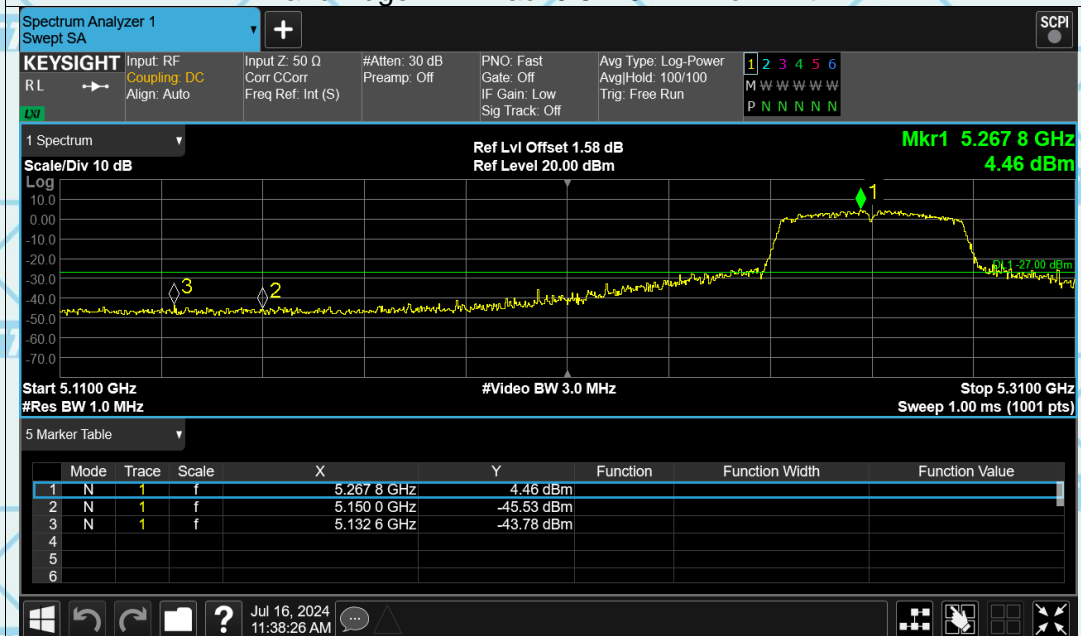 Spectrum Analyzer 1
Swept SA
+
SCPI
KEYSIGHT
R L
LXI
Input: RF
Coupling: DC
Align: Auto
Input Z: 50 Ω
Corr CCorr
Freq Ref: Int (S)
#Atten: 30 dB
Preamp: Off
PNO: Fast
Gate: Off
IF Gain: Low
Sig Track: Off
Avg Type: Log-Power
Avg|Hold: 100/100
Trig: Free Run
1 2 3 4 5 6
M W W W W W
P N N N N N
1 Spectrum
Scale/Div 10 dB
Ref Lvl Offset 1.58 dB
Ref Level 20.00 dBm
Mkr1 5.267 8 GHz
4.46 dBm
Log
10.0
0.00
-10.0
-20.0
-30.0
-40.0
-50.0
-60.0
-70.0
1
2
3
DL1 -27.00 dBm
Start 5.1100 GHz
#Video BW 3.0 MHz
Stop 5.3100 GHz
#Res BW 1.0 MHz
Sweep 1.00 ms (1001 pts)
5 Marker Table
Mode Trace Scale X Y Function Function Width Function Value
1 N 1 f 5.267 8 GHz 4.46 dBm
2 N 1 f 5.150 0 GHz -45.53 dBm
3 N 1 f 5.132 6 GHz -43.78 dBm
4
5
6
?
Jul 16, 2024
11:38:26 AM